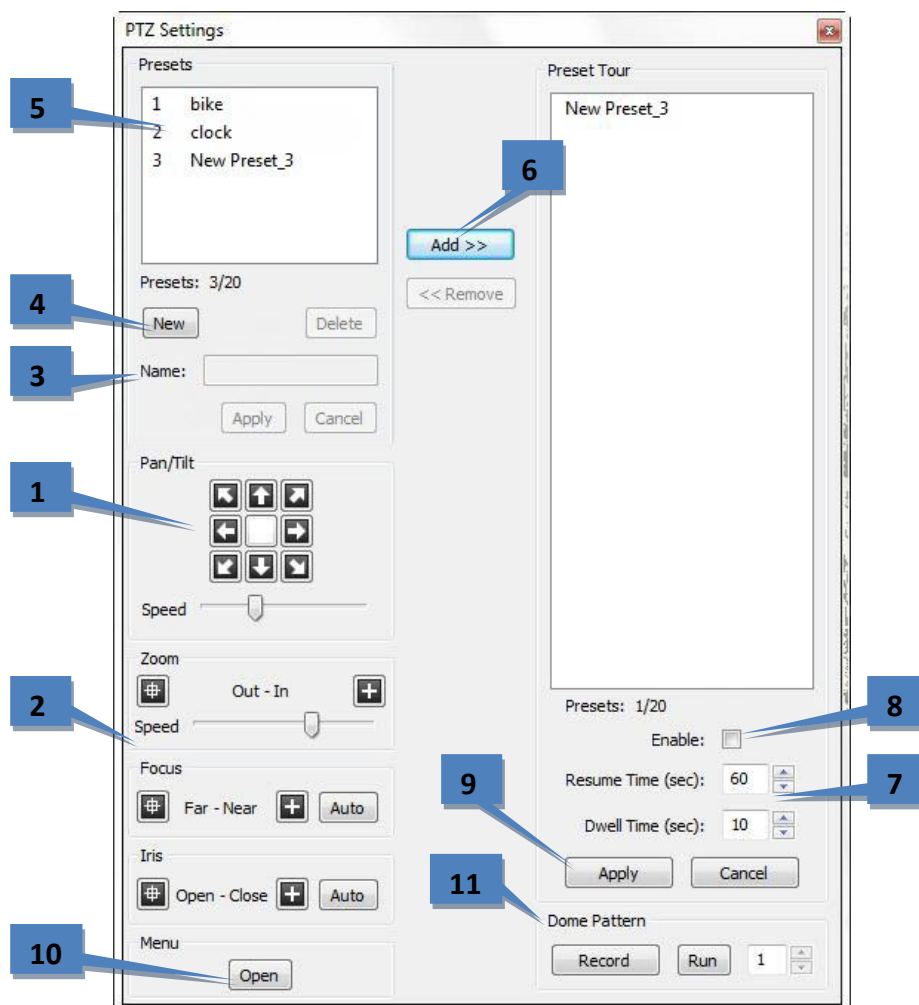 PTZ Settings
Presets
5
1 bike
2 clock
3 New Preset_3
Presets: 3/20
4
New Delete
3
Name:
Apply Cancel
6
Add >>
<< Remove
Pan/Tilt
1
Speed
Zoom
Out - In
2
Speed
Focus
Far - Near Auto
Iris
Open - Close Auto
Menu
10
Open
Preset Tour
New Preset_3
Presets: 1/20
8
Enable:
Resume Time (sec): 60
7
Dwell Time (sec): 10
9
Apply Cancel
11
Dome Pattern
Record Run 1